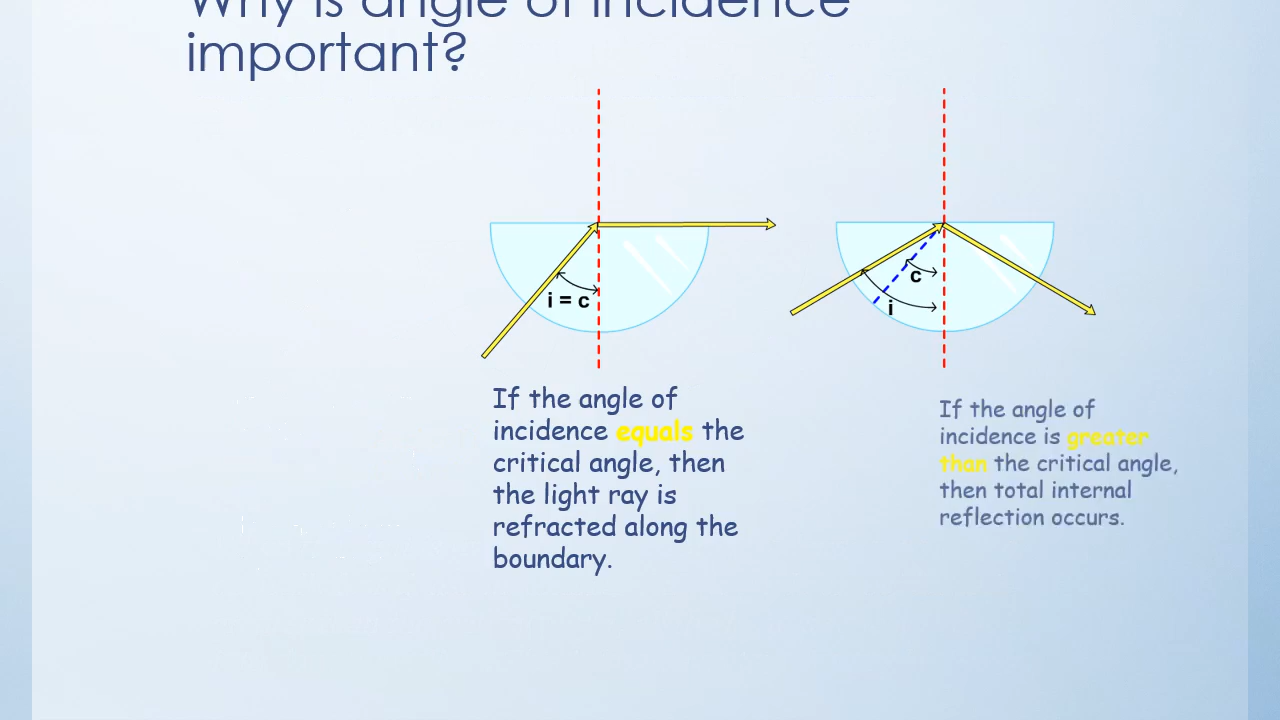 Why is angle of incidence
important?
i = c
c
i
If the angle of
incidence equals the
critical angle, then
the light ray is
refracted along the
boundary.
If the angle of
incidence is greater
than the critical angle,
then total internal
reflection occurs.